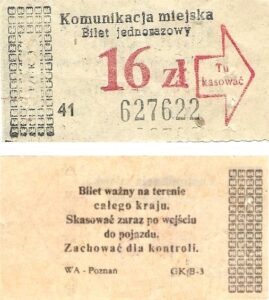 Komunikacja miejska
Bilet jednorazowy
16 zł
Tu
kasować
41 627622
Bilet ważny na terenie
całego kraju.
Skasować zaraz po wejściu
do pojazdu.
Zachować dla kontroli.
WA - Poznań GK/B-3